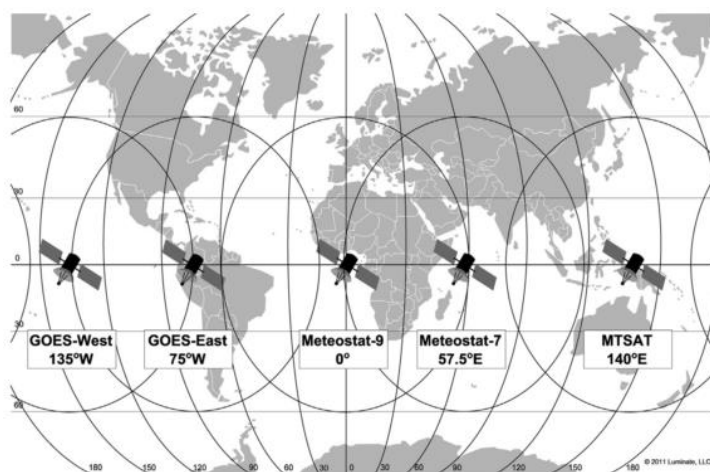 60
30
0
GOES-West
135ºW
GOES-East
75ºW
Meteostat-9
0º
Meteostat-7
57.5ºE
MTSAT
140ºE
30
60
© 2011 Luminate, LLC
180 150 120 90 60 30 0 30 60 90 120 150 180